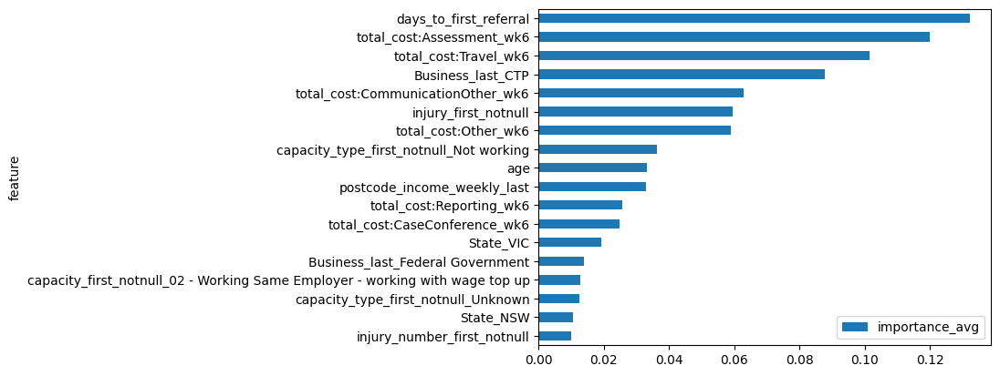 days_to_first_referral
total_cost:Assessment_wk6
total_cost:Travel_wk6
Business_last_CTP
total_cost:CommunicationOther_wk6
injury_first_notnull
total_cost:Other_wk6
capacity_type_first_notnull_Not working
age
postcode_income_weekly_last
total_cost:Reporting_wk6
total_cost:CaseConference_wk6
State_VIC
Business_last_Federal Government
capacity_first_notnull_02 - Working Same Employer - working with wage top up
capacity_type_first_notnull_Unknown
State_NSW
injury_number_first_notnull
feature
importance_avg
0.00 0.02 0.04 0.06 0.08 0.10 0.12